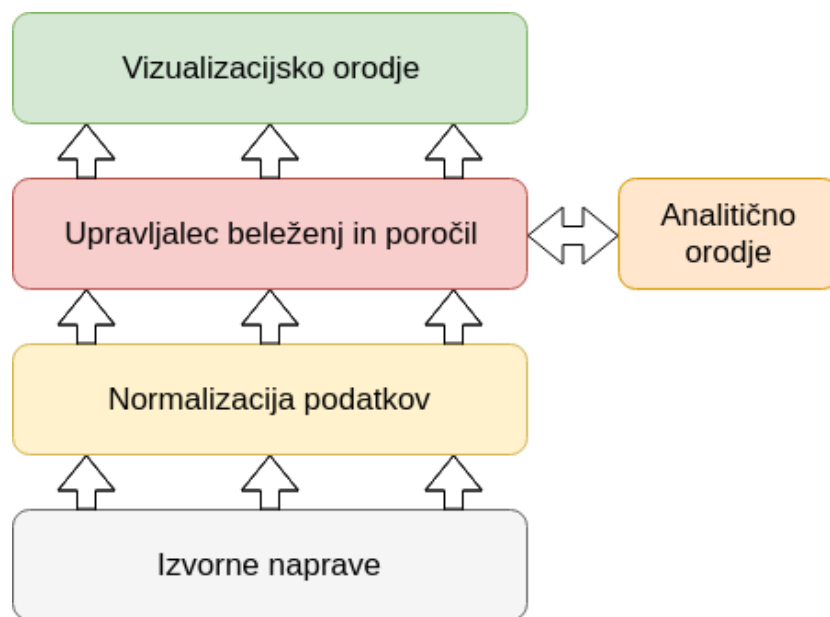 Vizualizacijsko orodje
Upravljalec beleženj in poročil
Analitično
orodje
Normalizacija podatkov
Izvorne naprave